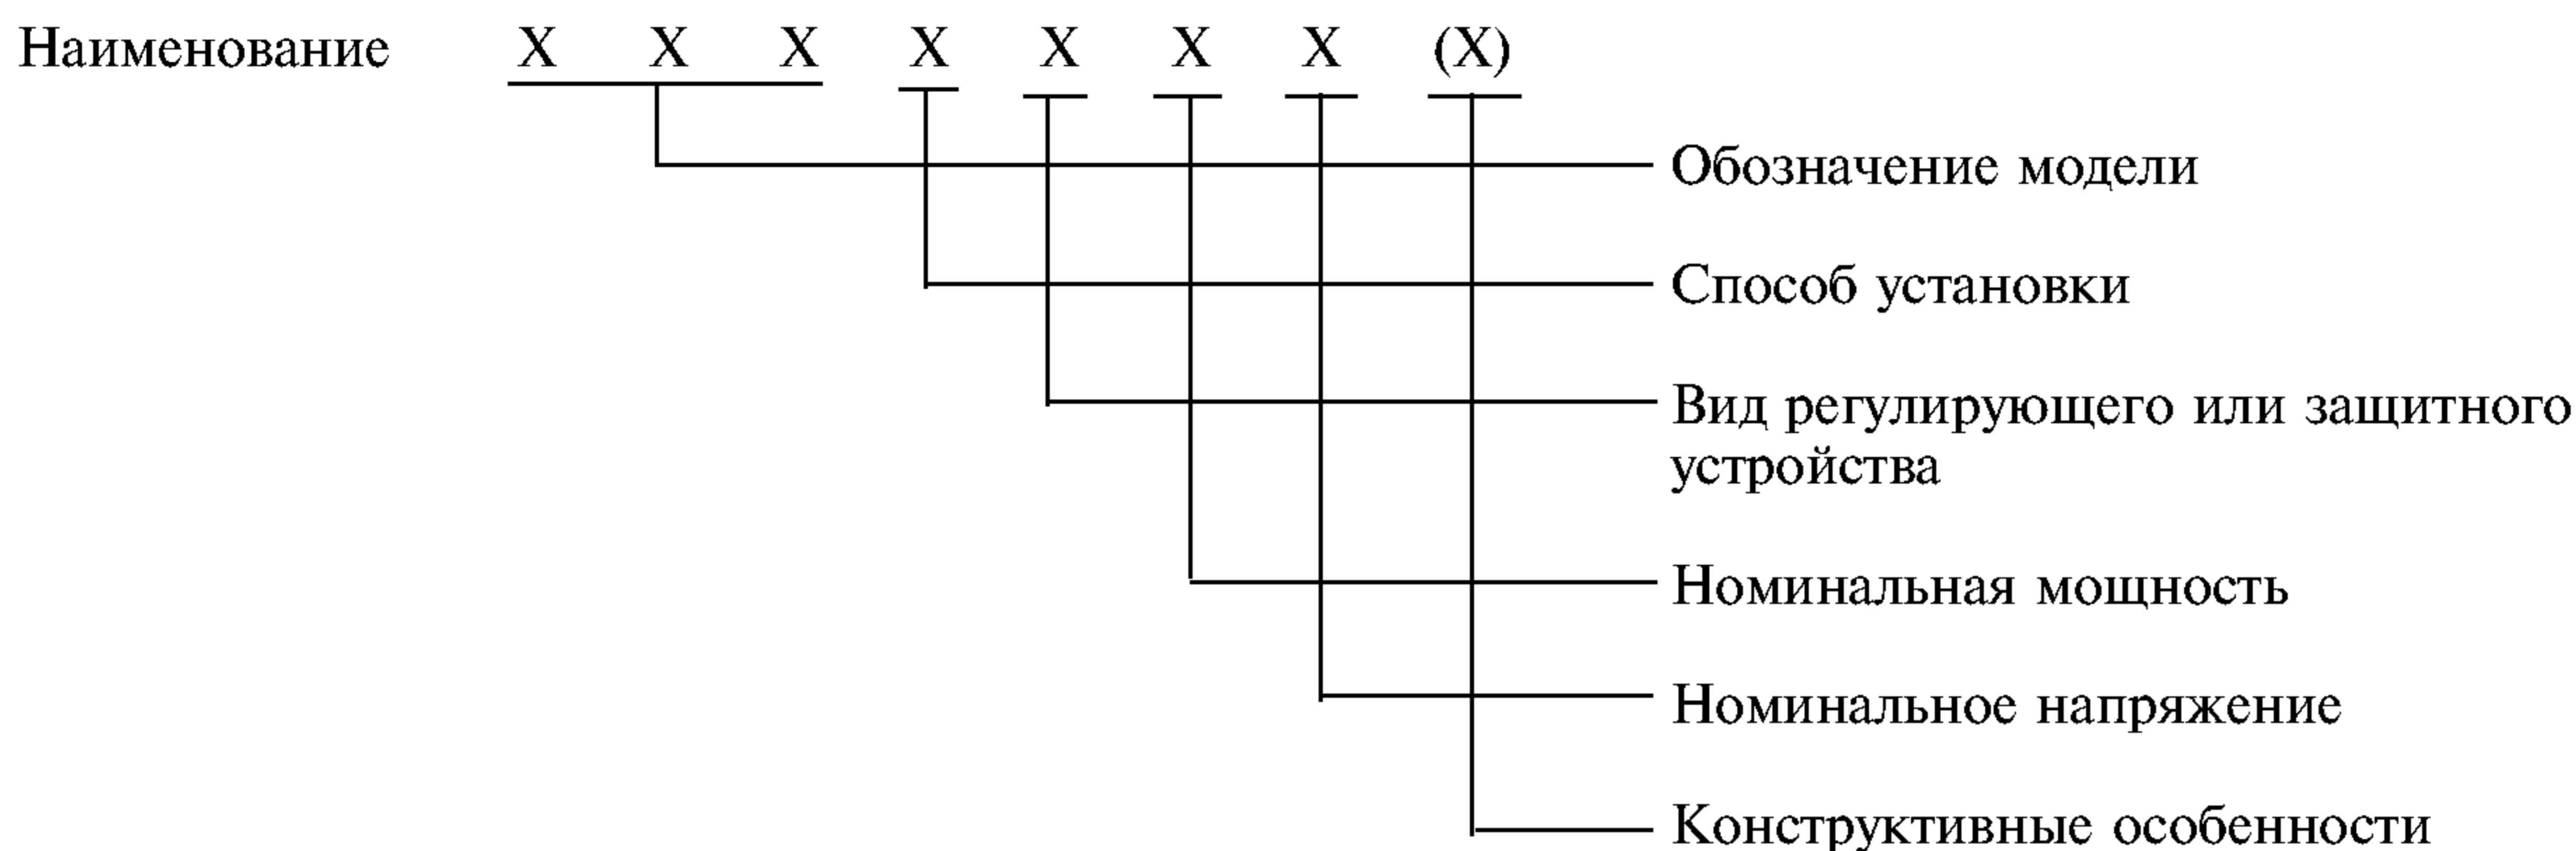 Наименование X X X X X X X (X)
Обозначение модели
Способ установки
Вид регулирующего или защитного
устройства
Номинальная мощность
Номинальное напряжение
Конструктивные особенности